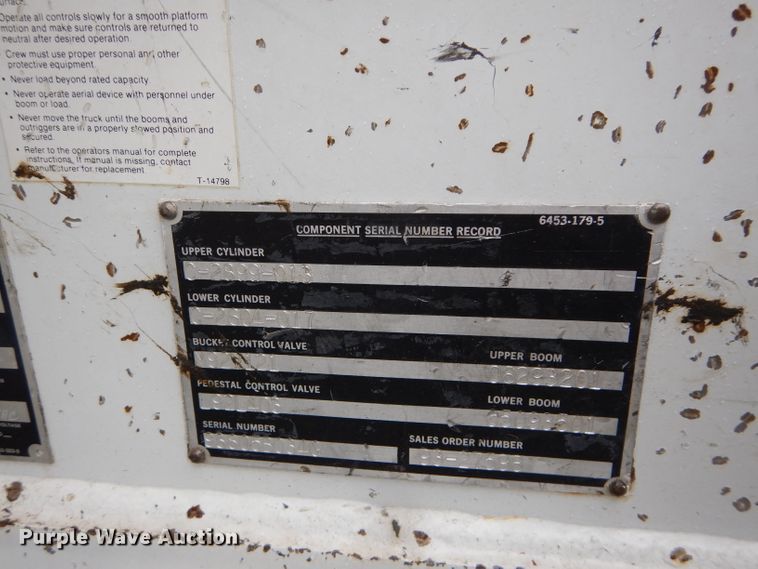 surface.
Operate all controls slowly for a smooth platform
motion and make sure controls are returned to
neutral after desired operation.
Crew must use proper personal and other
protective equipment.
• Never load beyond rated capacity.
• Never operate aerial device with personnel under
boom or load.
• Never move the truck until the booms and
outriggers are in a properly stowed position and
secured.
• Refer to the operators manual for complete
instructions. If manual is missing, contact
manufacturer for replacement.
T-14798
6453-179-5
COMPONENT SERIAL NUMBER RECORD
UPPER CYLINDER
LOWER CYLINDER
BUCKET CONTROL VALVE
UPPER BOOM
PEDESTAL CONTROL VALVE
LOWER BOOM
SERIAL NUMBER
SALES ORDER NUMBER
VOLTAGE
Purple Wave Auction